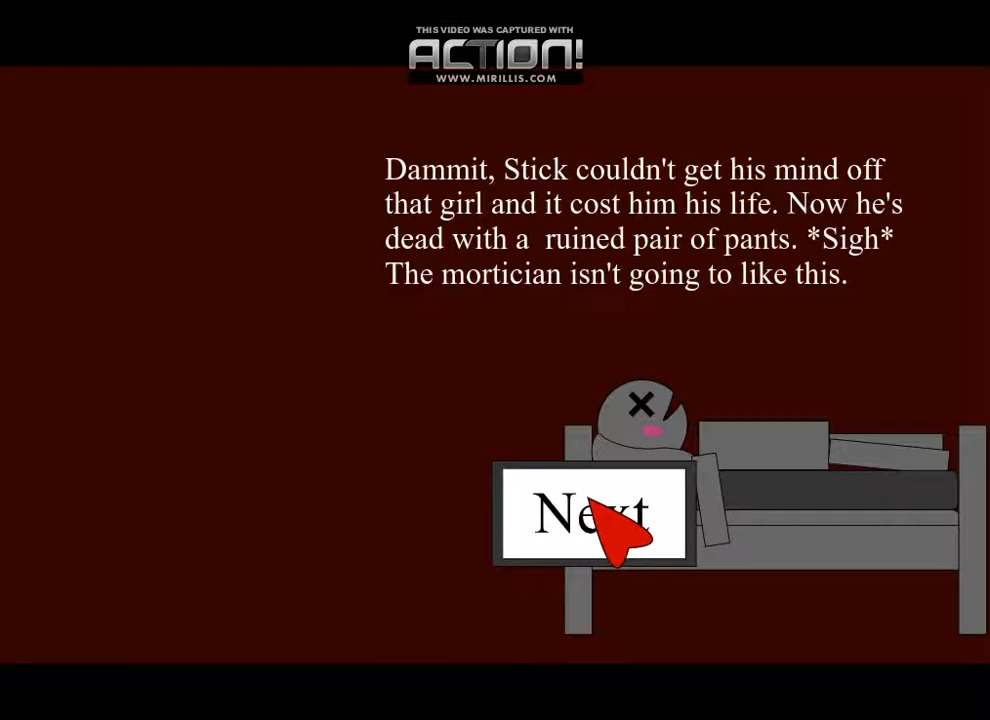 THIS VIDEO WAS CAPTURED WITH
ACTION!
WWW.MIRILLIS.COM
Dammit, Stick couldn't get his mind off
that girl and it cost him his life. Now he's
dead with a  ruined pair of pants. *Sigh*
The mortician isn't going to like this.
Next